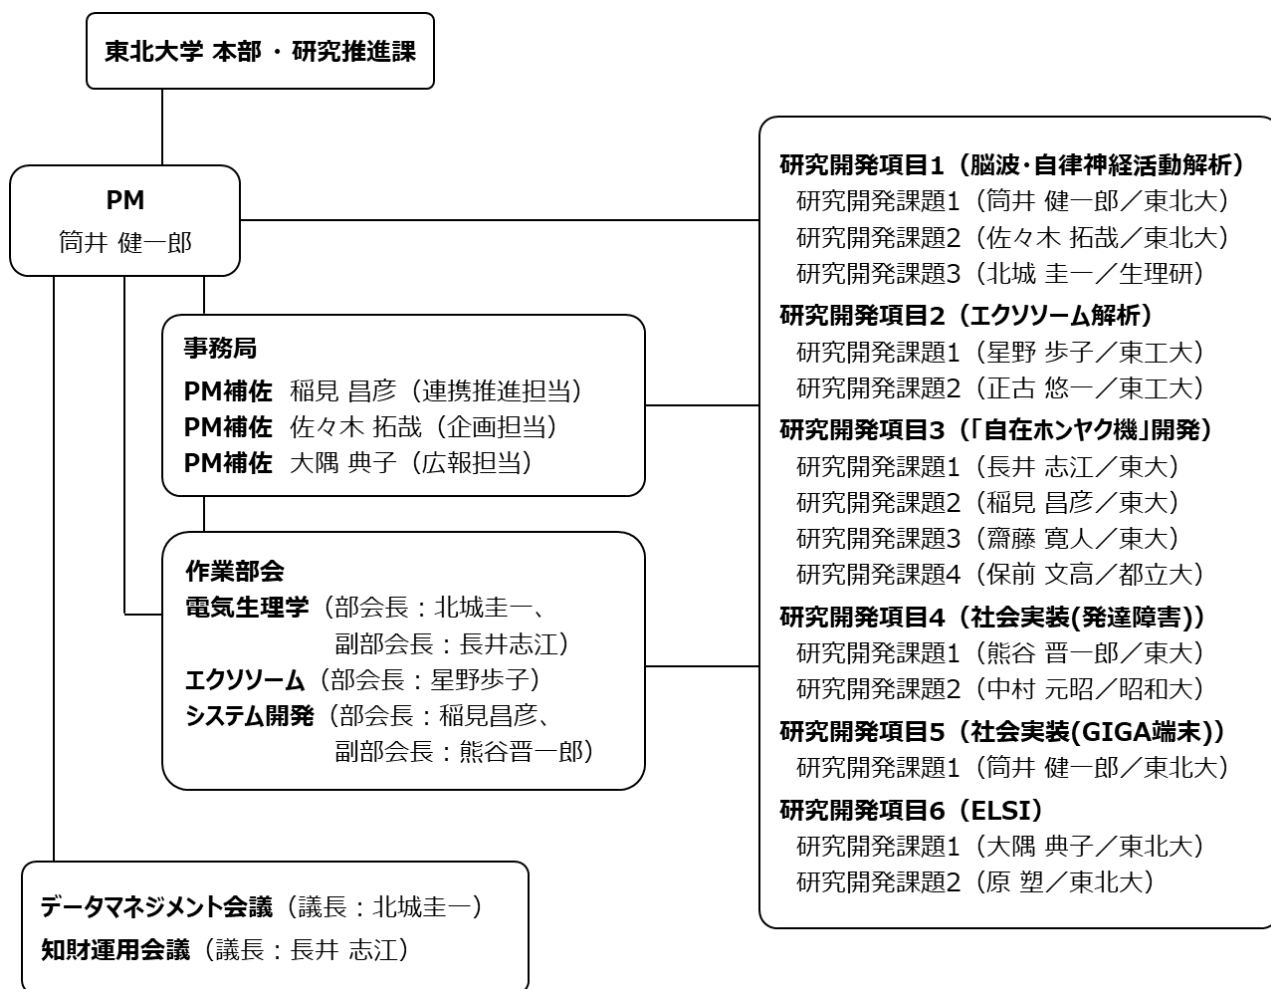 東北大学 本部・研究推進課
PM
筒井 健一郎
事務局
PM補佐 稲見 昌彦（連携推進担当）
PM補佐 佐々木 拓哉（企画担当）
PM補佐 大隅 典子（広報担当）
作業部会
電気生理学（部会長：北城圭一、
副部会長：長井志江）
エクソソーム（部会長：星野歩子）
システム開発（部会長：稲見昌彦、
副部会長：熊谷晋一郎）
データマネジメント会議（議長：北城圭一）
知財運用会議（議長：長井 志江）
研究開発項目1（脳波・自律神経活動解析）
研究開発課題1（筒井 健一郎／東北大）
研究開発課題2（佐々木 拓哉／東北大）
研究開発課題3（北城 圭一／生理研）
研究開発項目2（エクソソーム解析）
研究開発課題1（星野 歩子／東工大）
研究開発課題2（正古 悠一／東工大）
研究開発項目3（「自在ホンヤク機」開発）
研究開発課題1（長井 志江／東大）
研究開発課題2（稲見 昌彦／東大）
研究開発課題3（齋藤 寛人／東大）
研究開発課題4（保前 文高／都立大）
研究開発項目4（社会実装(発達障害)）
研究開発課題1（熊谷 晋一郎／東大）
研究開発課題2（中村 元昭／昭和大）
研究開発項目5（社会実装(GIGA端末)）
研究開発課題1（筒井 健一郎／東北大）
研究開発項目6（ELSI）
研究開発課題1（大隅 典子／東北大）
研究開発課題2（原 塑／東北大）